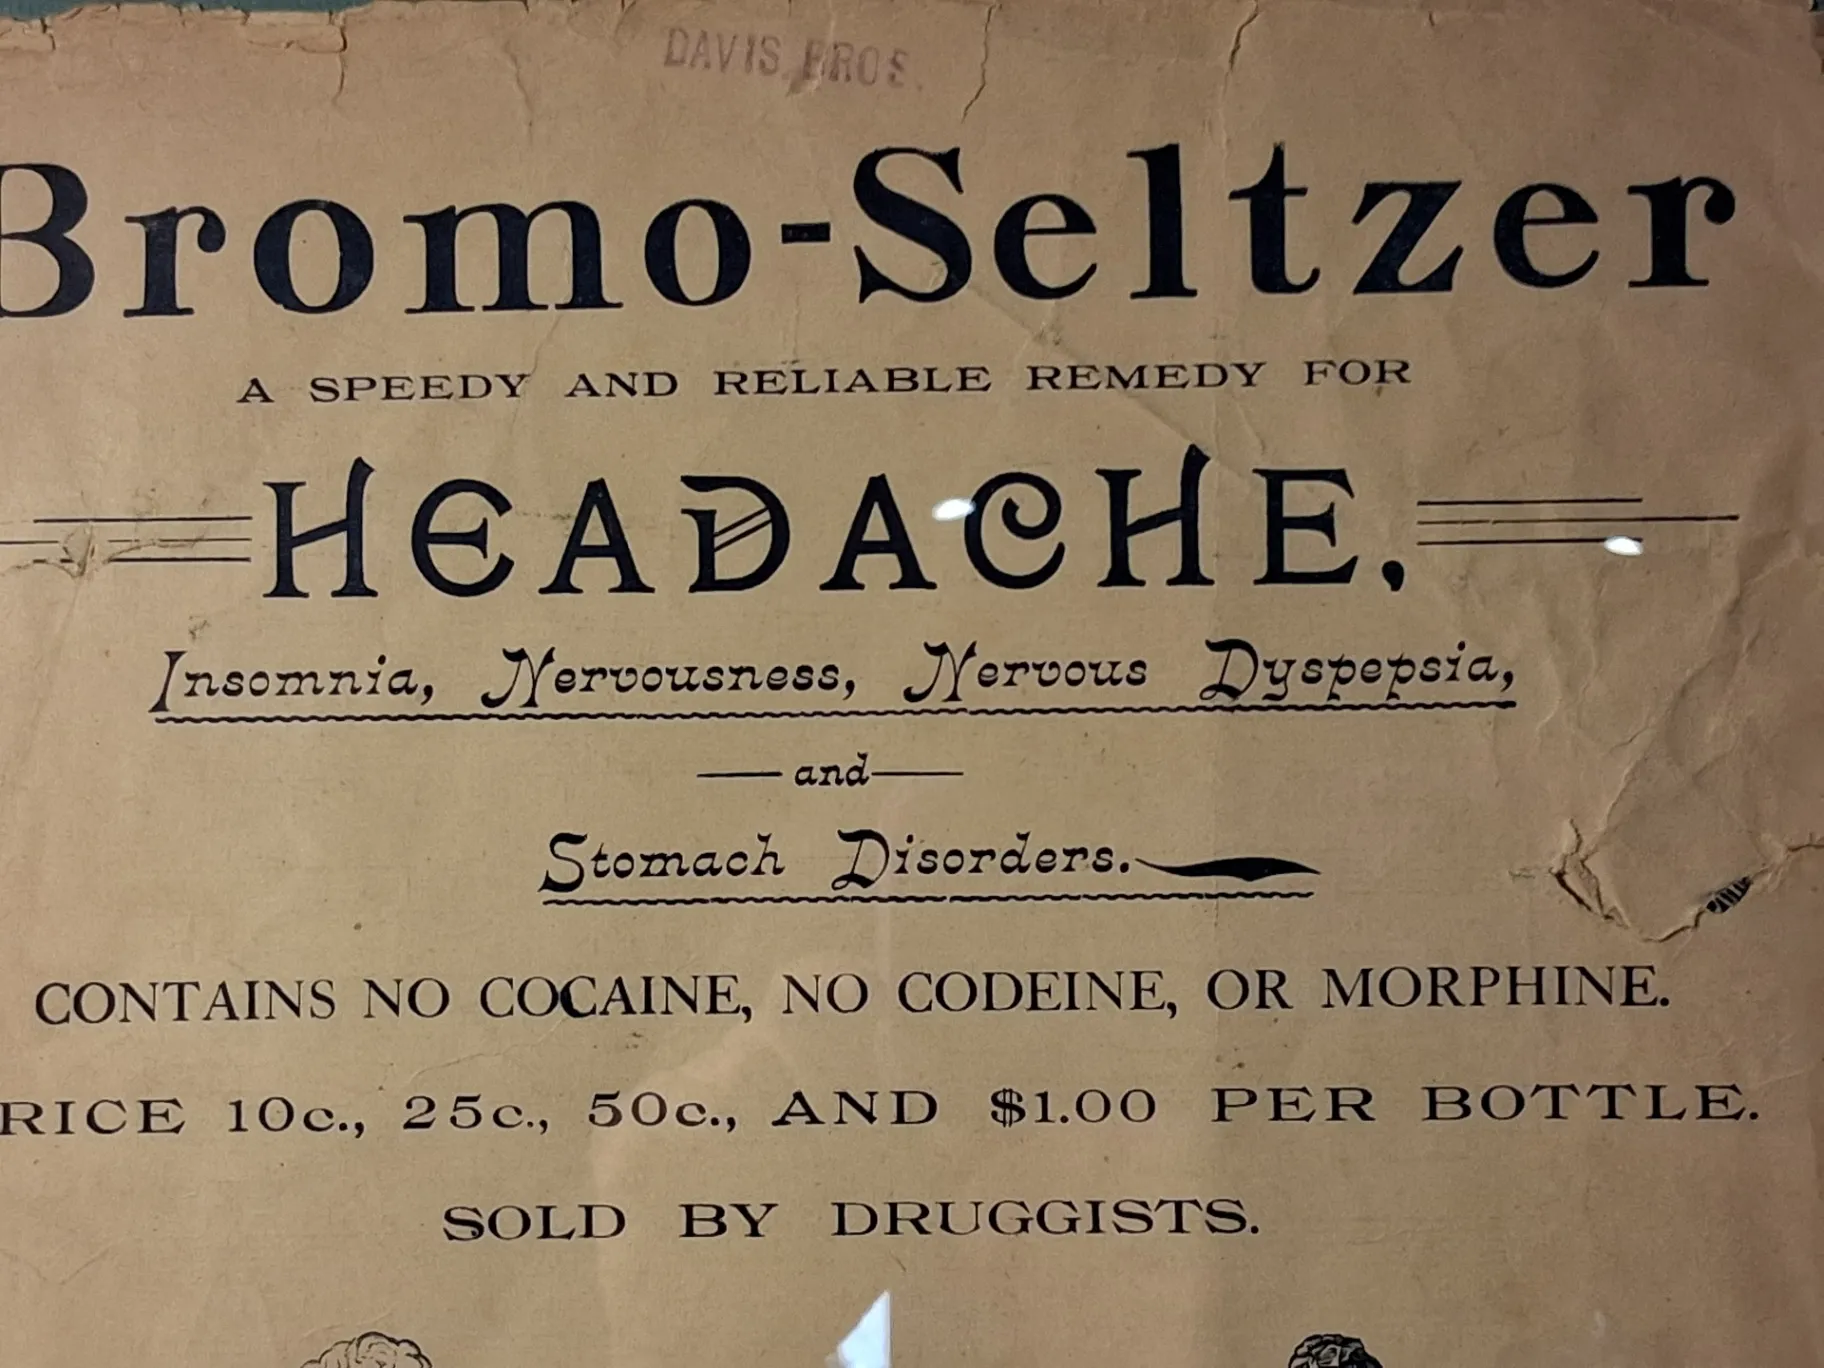 DAVIS BROS.
Bromo-Seltzer
A SPEEDY AND RELIABLE REMEDY FOR
HEADACHE,
Insomnia, Nervousness, Nervous Dyspepsia,
and
Stomach Disorders.
CONTAINS NO COCAINE, NO CODEINE, OR MORPHINE.
RICE 10c., 25c., 50c., AND $1.00 PER BOTTLE.
SOLD BY DRUGGISTS.